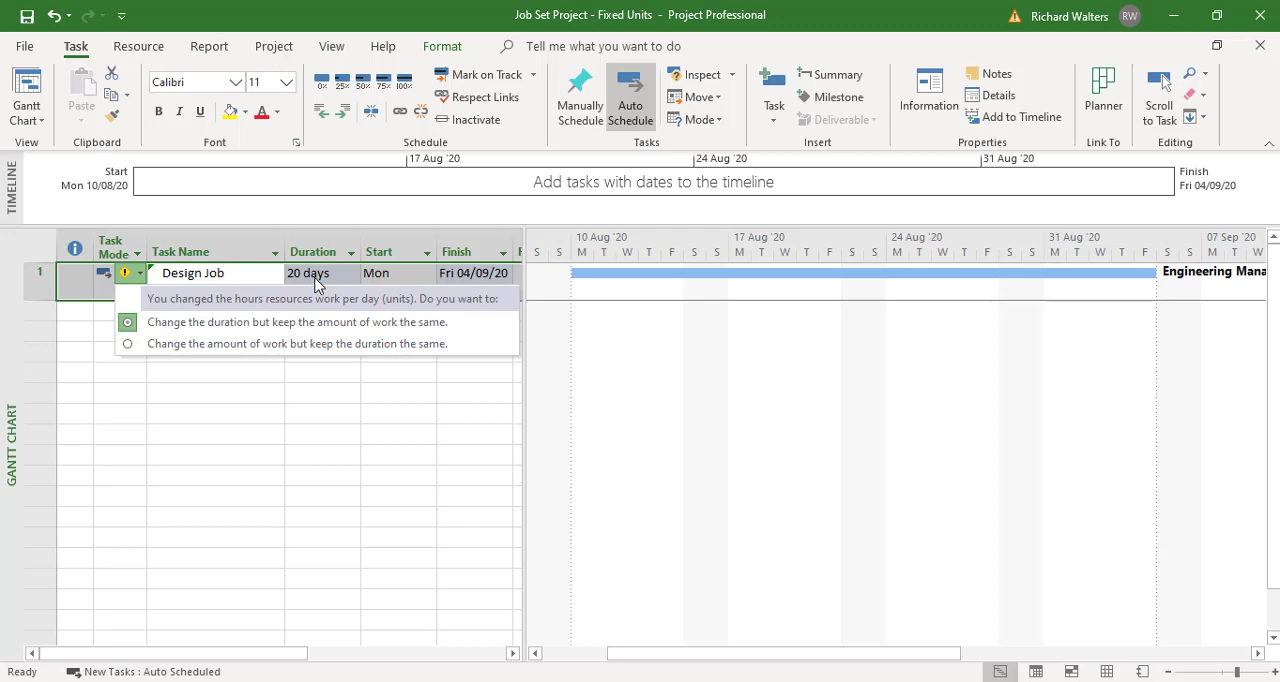 Job Set Project - Fixed Units - Project Professional
Richard Walters RW
File Task Resource Report Project View Help Format Tell me what you want to do
Gantt Chart
View
Paste
Clipboard
Calibri 11
B I U A
Font
0% 25% 50% 75% 100%
Mark on Track
Respect Links
Inactivate
Schedule
Manually Schedule
Auto Schedule
Inspect
Move
Mode
Tasks
Task
Summary
Milestone
Deliverable
Insert
Information
Notes
Details
Add to Timeline
Properties
Planner
Link To
Scroll to Task
Editing
TIMELINE
Start
Mon 10/08/20
17 Aug '20 24 Aug '20 31 Aug '20
Add tasks with dates to the timeline
Finish
Fri 04/09/20
GANTT CHART
Task Mode Task Name Duration Start Finish
10 Aug '20 17 Aug '20 24 Aug '20 31 Aug '20 07 Sep '20
S S M T W T F S S M T W T F S S M T W T F S S M T W T F S S M T W
1 Design Job 20 days Mon Fri 04/09/20
Engineering Mana
You changed the hours resources work per day (units). Do you want to:
Change the duration but keep the amount of work the same.
Change the amount of work but keep the duration the same.
Ready New Tasks : Auto Scheduled